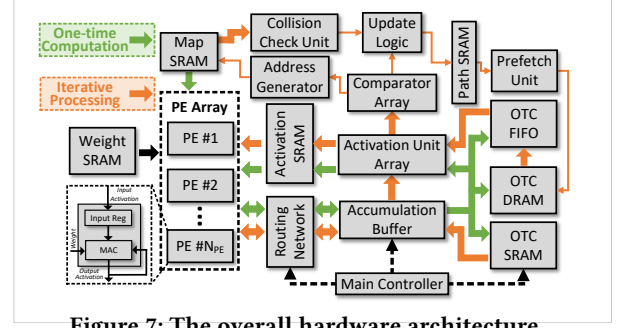 One-time
Computation
Iterative
Processing
Map
SRAM
Collision
Check Unit
Update
Logic
Path SRAM
Prefetch
Unit
Address
Generator
Comparator
Array
PE Array
PE #1
PE #2
PE #NPE
Weight
SRAM
Activation
SRAM
Activation Unit
Array
OTC
FIFO
OTC
DRAM
OTC
SRAM
Routing
Network
Accumulation
Buffer
Main Controller
Input
Activation
Input Reg
Weight
MAC
Output
Activation
Figure 7: The overall hardware architecture